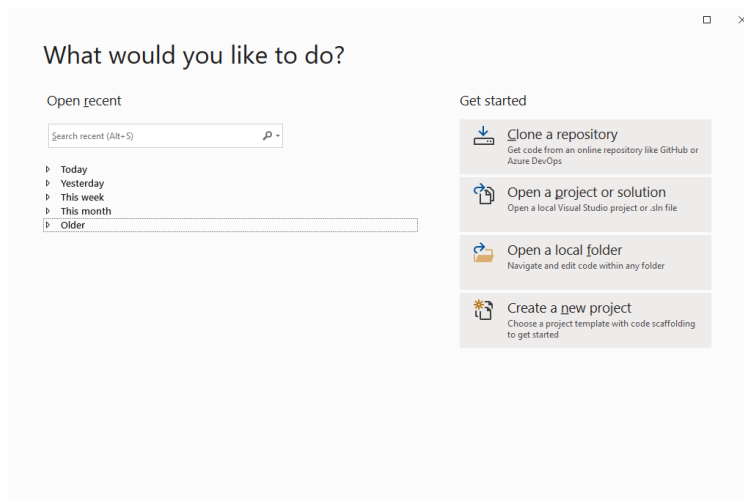 What would you like to do?
Open recent
Search recent (Alt+S)
Today
Yesterday
This week
This month
Older
Get started
Clone a repository
Get code from an online repository like GitHub or
Azure DevOps
Open a project or solution
Open a local Visual Studio project or .sln file
Open a local folder
Navigate and edit code within any folder
Create a new project
Choose a project template with code scaffolding
to get started